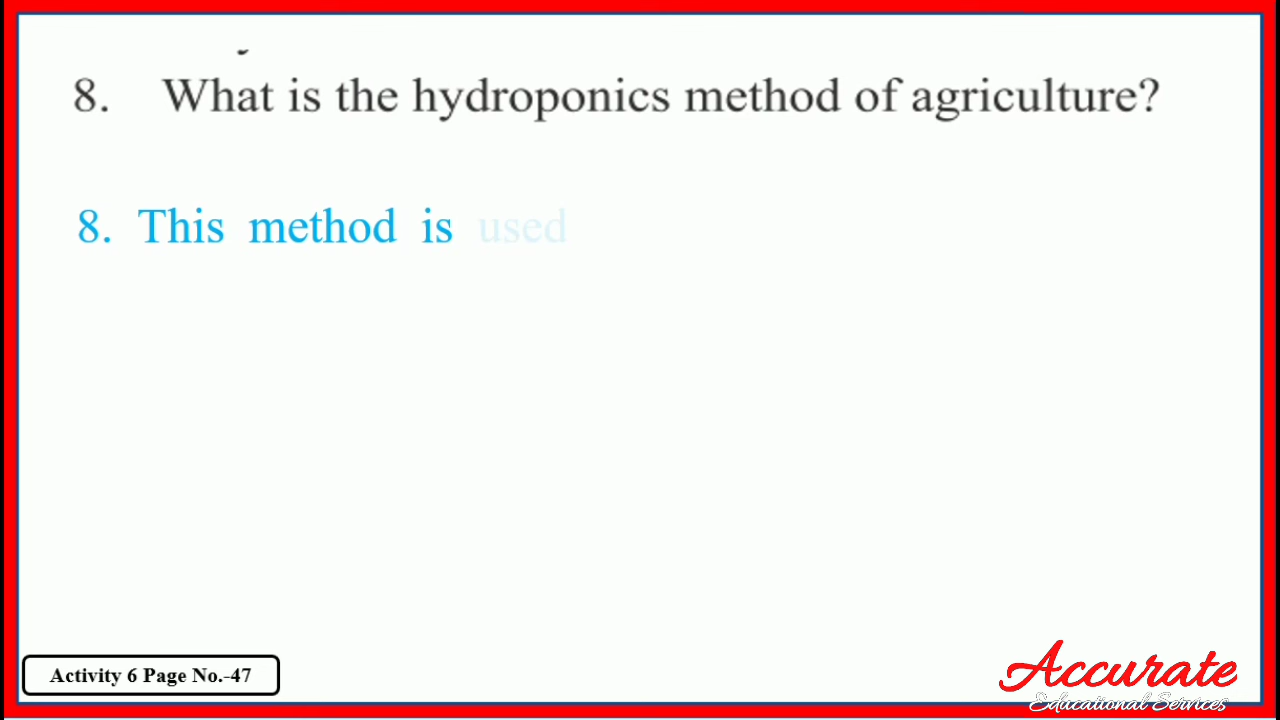 8. What is the hydroponics method of agriculture?
8. This method is used
Activity 6 Page No.-47
Accurate
Educational Services